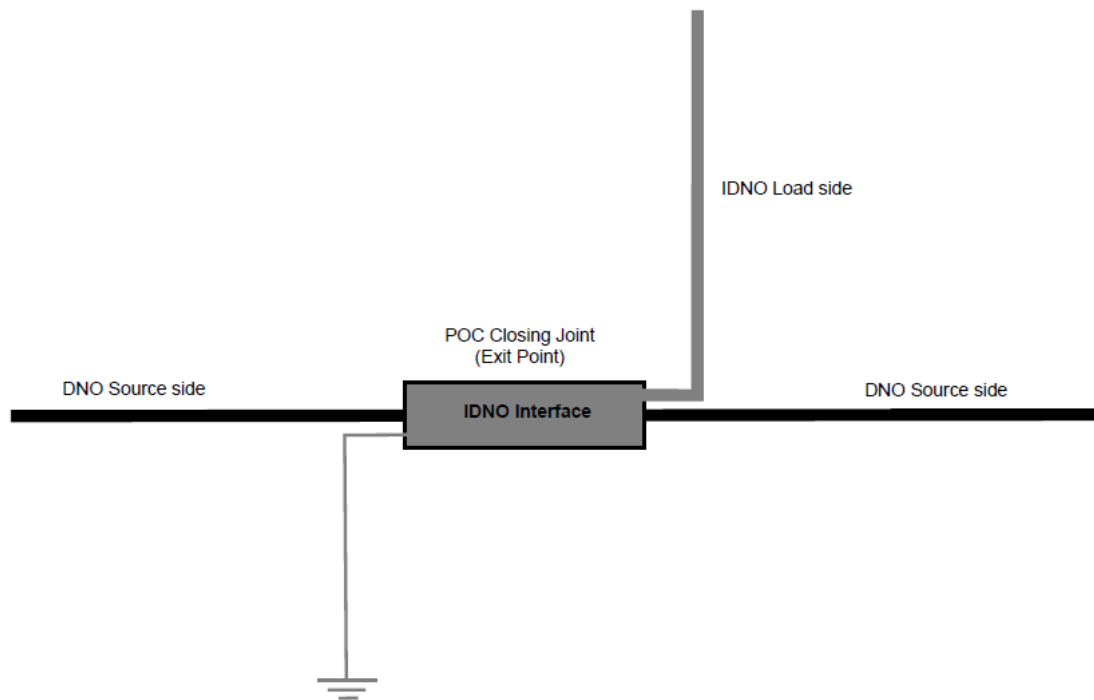 IDNO Load side
POC Closing Joint
(Exit Point)
DNO Source side
IDNO Interface
DNO Source side